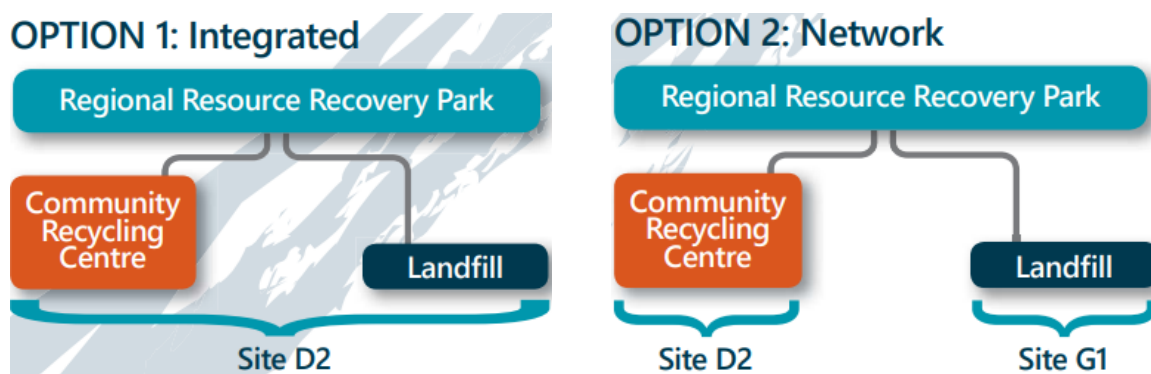 OPTION 1: Integrated
Regional Resource Recovery Park
Community
Recycling
Centre
Landfill
Site D2
OPTION 2: Network
Regional Resource Recovery Park
Community
Recycling
Centre
Landfill
Site D2
Site G1